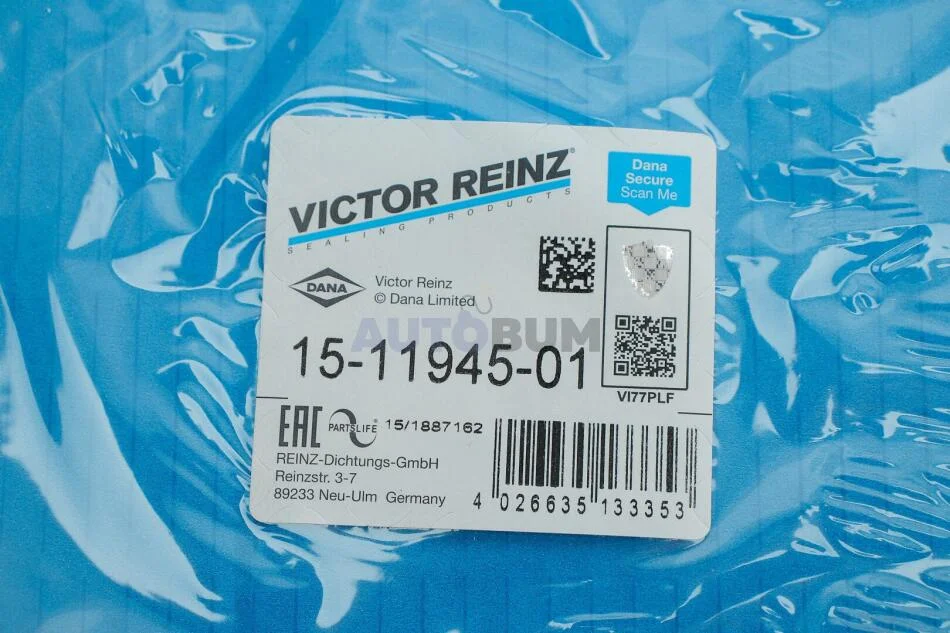 VICTOR REINZ®
SEALING PRODUCTS
Dana
Secure
Scan Me
DANA
Victor Reinz
© Dana Limited
AUTOBUM
15-11945-01
VI77PLF
EAC
PARTSLIFE
15/1887162
REINZ-Dichtungs-GmbH
Reinzstr. 3-7
89233 Neu-Ulm Germany
4 026635 133353